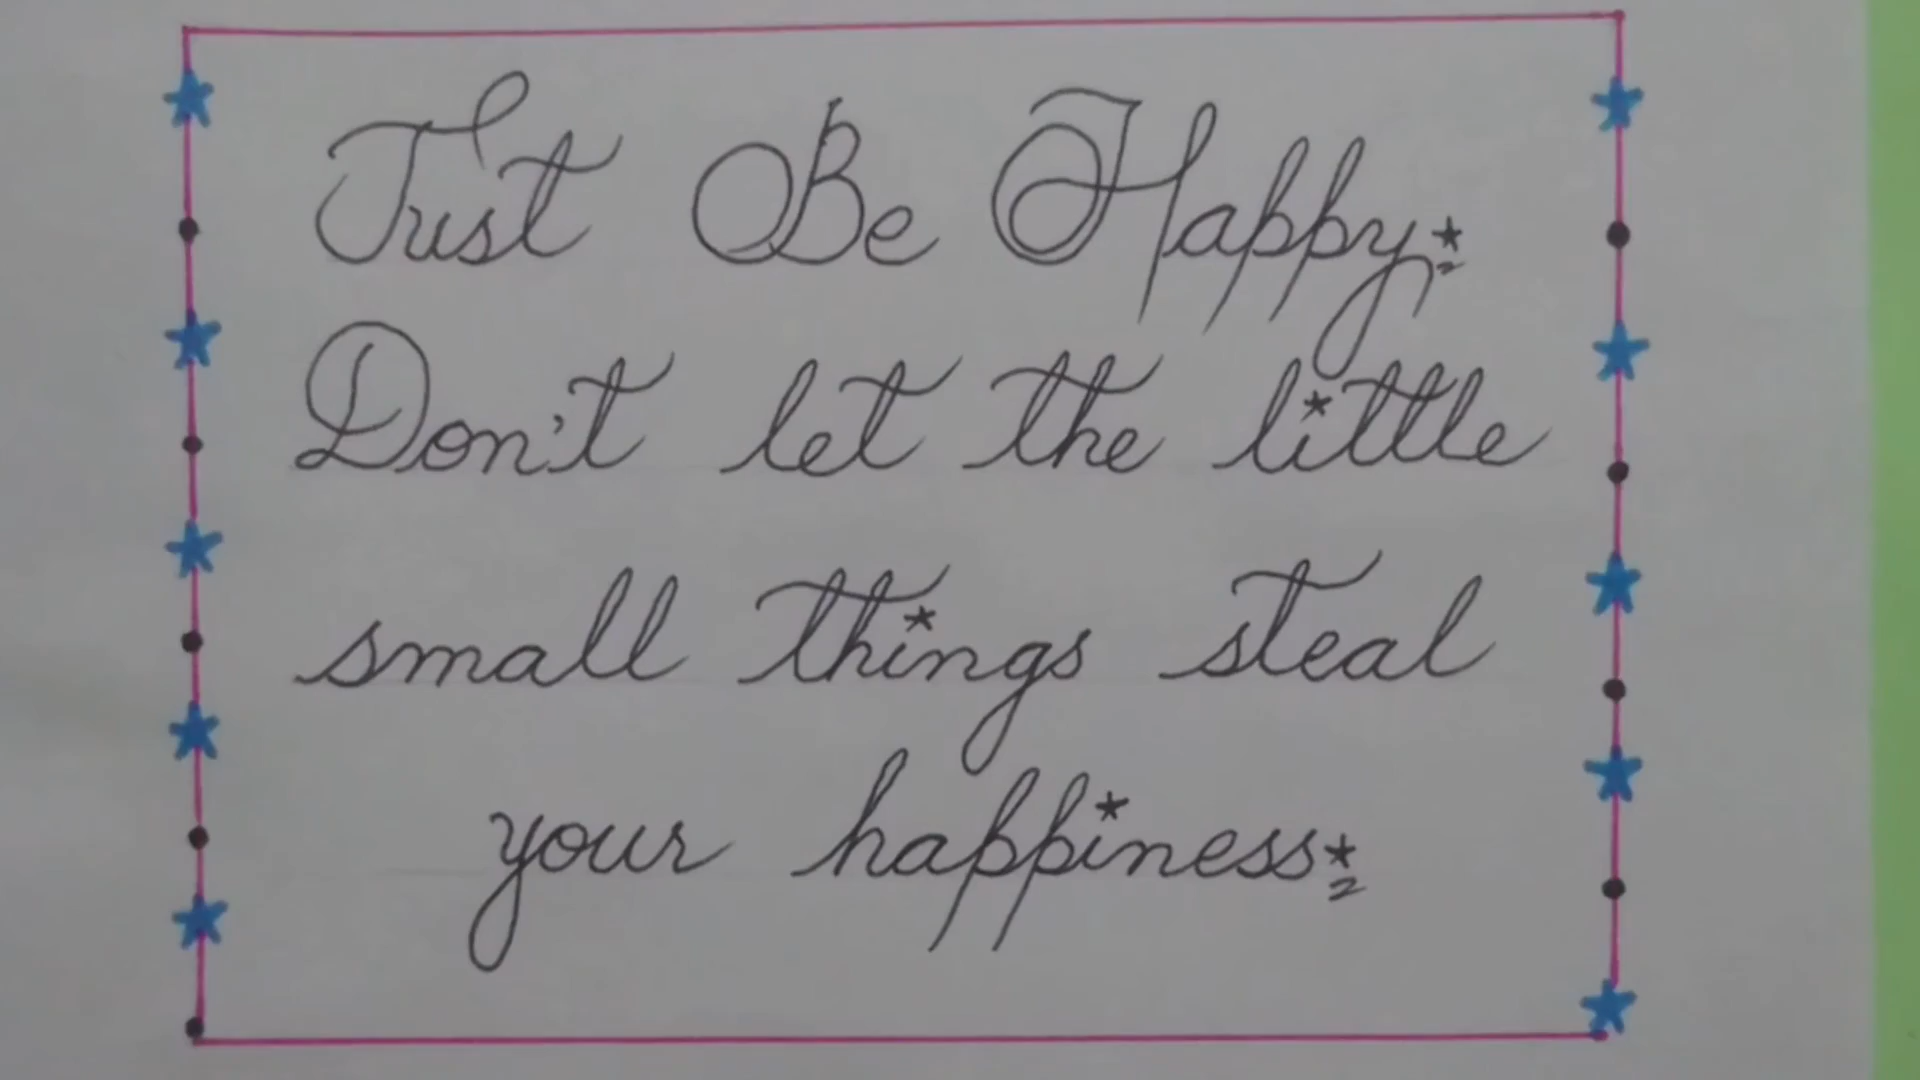 Just Be Happy.
Don't let the little
small things steal
your happiness.